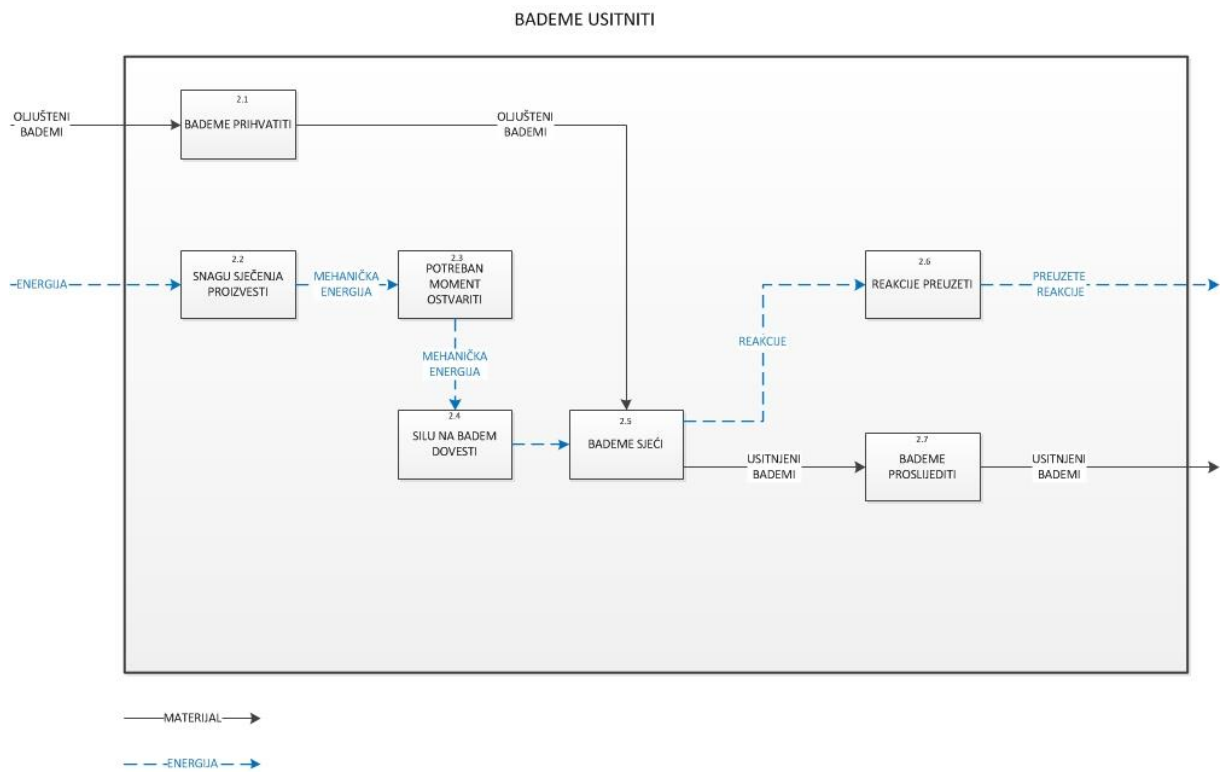 BADEME USITNITI
OLJUŠTENI
BADEMI
2.1
BADEME PRIHVATITI
OLJUŠTENI
BADEMI
ENERGIJA
2.2
SNAGU SJEČENJA
PROIZVESTI
MEHANIČKA
ENERGIJA
2.3
POTREBAN
MOMENT
OSTVARITI
2.6
REAKCIJE PREUZETI
PREUZETE
REAKCIJE
MEHANIČKA
ENERGIJA
REAKCIJE
2.4
SILU NA BADEM
DOVESTI
2.5
BADEME SJEĆI
USITNJENI
BADEMI
2.7
BADEME
PROSLIJEDITI
USITNJENI
BADEMI
MATERIJAL
ENERGIJA